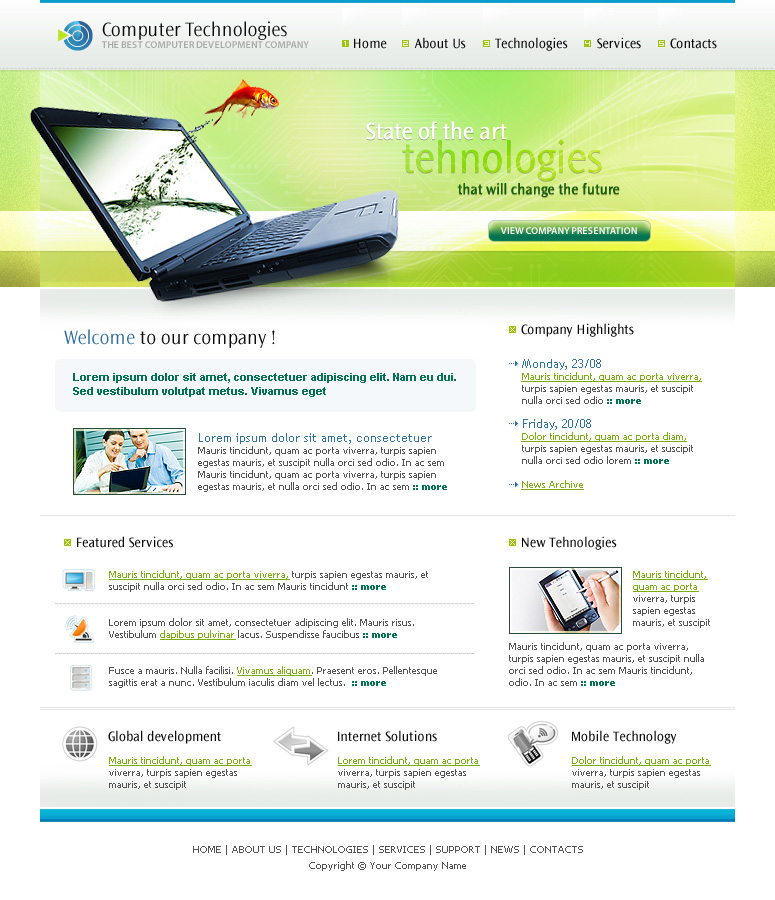 Computer Technologies
THE BEST COMPUTER DEVELOPMENT COMPANY
Home
About Us
Technologies
Services
Contacts
State of the art
tehnologies
that will change the future
VIEW COMPANY PRESENTATION
Welcome to our company !
Lorem ipsum dolor sit amet, consectetuer adipiscing elit. Nam eu dui.
Sed vestibulum volutpat metus. Vivamus eget
Lorem ipsum dolor sit amet, consectetuer
Mauris tincidunt, quam ac porta viverra, turpis sapien
egestas mauris, et suscipit nulla orci sed odio. In ac sem
Mauris tincidunt, quam ac porta viverra, turpis sapien
egestas mauris, et nulla orci sed odio. In ac sem :: more
Company Highlights
Monday, 23/08
Mauris tincidunt, quam ac porta viverra,
turpis sapien egestas mauris, et suscipit
nulla orci sed odio :: more
Friday, 20/08
Dolor tincidunt, quam ac porta diam,
turpis sapien egestas mauris, et suscipit
nulla orci sed odio lorem :: more
News Archive
Featured Services
Mauris tincidunt, quam ac porta viverra, turpis sapien egestas mauris, et
suscipit nulla orci sed odio. In ac sem Mauris tincidunt :: more
Lorem ipsum dolor sit amet, consectetuer adipiscing elit. Mauris risus.
Vestibulum dapibus pulvinar lacus. Suspendisse faucibus :: more
Fusce a mauris. Nulla facilisi. Vivamus aliquam. Praesent eros. Pellentesque
sagittis erat a nunc. Vestibulum iaculis diam vel lectus. :: more
New Tehnologies
Mauris tincidunt,
quam ac porta
viverra, turpis
sapien egestas
mauris, et suscipit
Mauris tincidunt, quam ac porta viverra,
turpis sapien egestas mauris, et suscipit nulla
orci sed odio. In ac sem Mauris tincidunt,
odio. In ac sem :: more
Global development
Mauris tincidunt, quam ac porta
viverra, turpis sapien egestas
mauris, et suscipit
Internet Solutions
Lorem tincidunt, quam ac porta
viverra, turpis sapien egestas
mauris, et suscipit
Mobile Technology
Dolor tincidunt, quam ac porta
viverra, turpis sapien egestas
mauris, et suscipit
HOME | ABOUT US | TECHNOLOGIES | SERVICES | SUPPORT | NEWS | CONTACTS
Copyright © Your Company Name